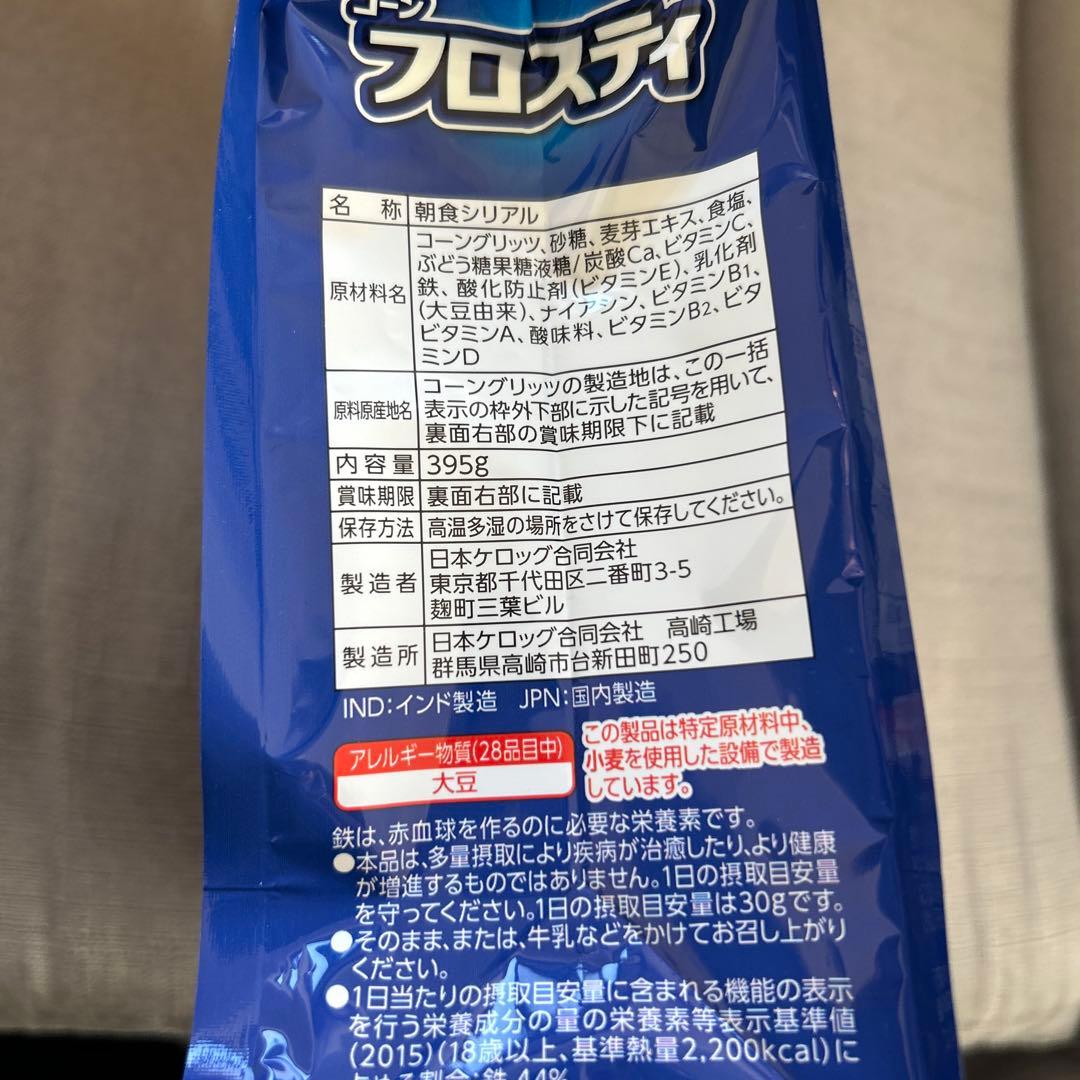 コーン
フロスティ
名 称 朝食シリアル
原材料名 コーングリッツ、砂糖、麦芽エキス、食塩、
ぶどう糖果糖液糖/炭酸Ca、ビタミンC、
鉄、酸化防止剤(ビタミンE)、乳化剤
(大豆由来)、ナイアシン、ビタミンB1、
ビタミンA、酸味料、ビタミンB2、ビタ
ミンD
原料原産地名 コーングリッツの製造地は、この一括
表示の枠外下部に示した記号を用いて、
裏面右部の賞味期限下に記載
内容量 395g
賞味期限 裏面右部に記載
保存方法 高温多湿の場所をさけて保存してください。
製造者 日本ケロッグ合同会社
東京都千代田区二番町3-5
麹町三葉ビル
製造所 日本ケロッグ合同会社 高崎工場
群馬県高崎市台新田町250
IND:インド製造 JPN:国内製造
アレルギー物質(28品目中)
大豆
この製品は特定原材料中、
小麦を使用した設備で製造
しています。
鉄は、赤血球を作るのに必要な栄養素です。
●本品は、多量摂取により疾病が治癒したり、より健康
が増進するものではありません。1日の摂取目安量
を守ってください。1日の摂取目安量は30gです。
●そのまま、または、牛乳などをかけてお召し上がり
ください。
●1日当たりの摂取目安量に含まれる機能の表示
を行う栄養成分の量の栄養素等表示基準値
(2015)(18歳以上、基準熱量2,200kcal)に
占める割合:鉄 44%